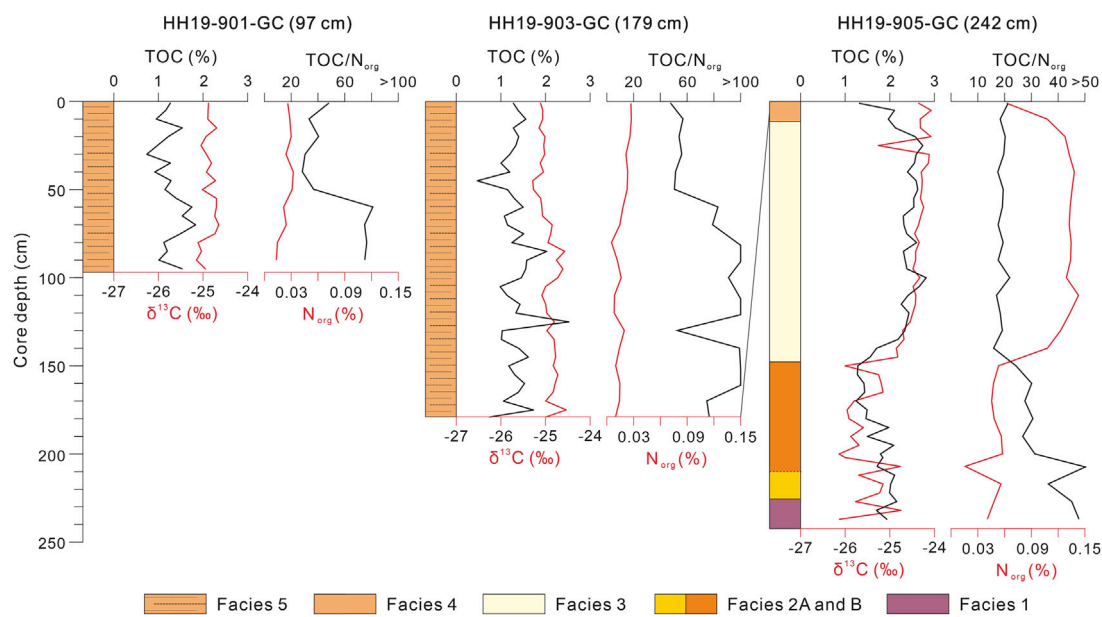 HH19-901-GC (97 cm)
HH19-903-GC (179 cm)
HH19-905-GC (242 cm)
TOC (%)
TOC/Norg
TOC (%)
TOC/Norg
TOC (%)
TOC/Norg
0 1 2 3
20 60 >100
0 1 2 3
20 60 >100
0 1 2 3
10 20 30 40 >50
Core depth (cm)
0
50
100
150
200
250
-27 -26 -25 -24
δ¹³C (‰)
0.03 0.09 0.15
Norg (%)
-27 -26 -25 -24
δ¹³C (‰)
0.03 0.09 0.15
Norg (%)
-27 -26 -25 -24
δ¹³C (‰)
0.03 0.09 0.15
Norg (%)
Facies 5
Facies 4
Facies 3
Facies 2A and B
Facies 1